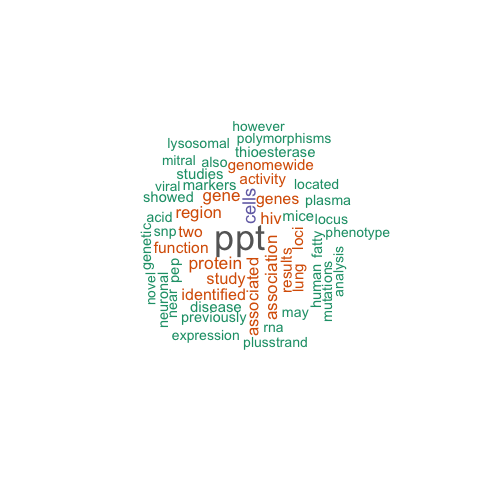 however
polymorphisms
lysosomal
thioesterase
mitral
also
genomewide
studies
activity
viral
markers
located
showed
gene
cells
genes
plasma
acid
region
hiv
mice
locus
snp
two
phenotype
genetic
function
ppt
association
loci
fatty
protein
results
analysis
pep
study
lung
human
mutations
novel
near
neuronal
identified
associated
disease
may
previously
rna
expression
plusstrand